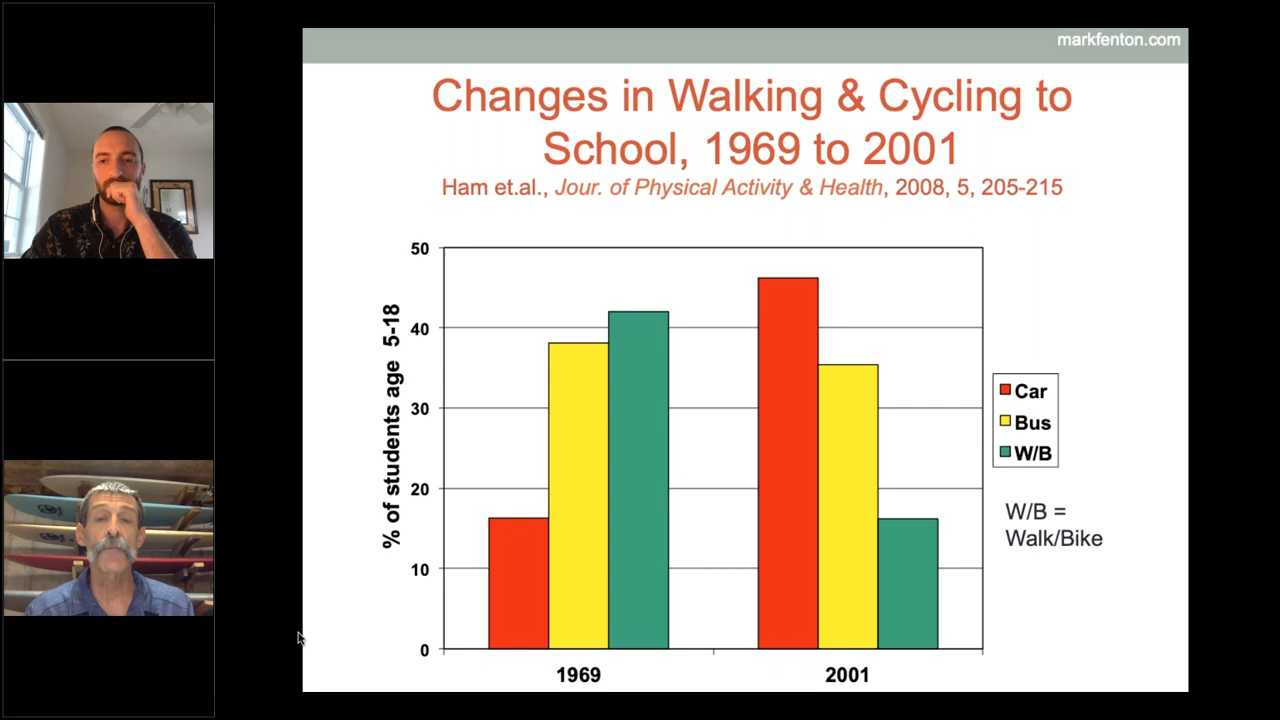 markfenton.com
Changes in Walking & Cycling to
School, 1969 to 2001
Ham et.al., Jour. of Physical Activity & Health, 2008, 5, 205-215
% of students age 5-18
50
40
30
20
10
0
1969
2001
Car
Bus
W/B
W/B =
Walk/Bike